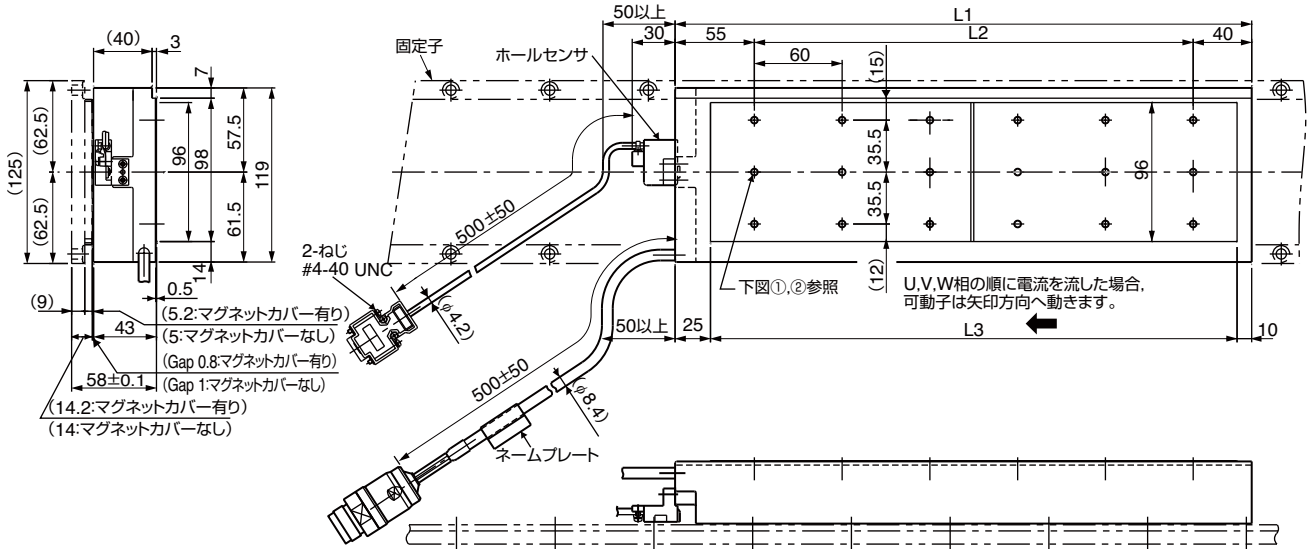 50以上
L1
(40)
3
30
55
L2
40
固定子
ホールセンサ
7
60
(15)
(125)
(62.5)
(62.5)
96
98
57.5
61.5
119
14
35.5
35.5
96
(12)
500±50
2-ねじ
#4-40 UNC
(φ4.2)
下図①,②参照
U,V,W相の順に電流を流した場合,
可動子は矢印方向へ動きます。
0.5
(9)
(5.2:マグネットカバー有り)
(5:マグネットカバーなし)
43
50以上
25
L3
10
(Gap 0.8:マグネットカバー有り)
58±0.1
(Gap 1:マグネットカバーなし)
500±50
(φ8.4)
(14.2:マグネットカバー有り)
(14:マグネットカバーなし)
ネームプレート